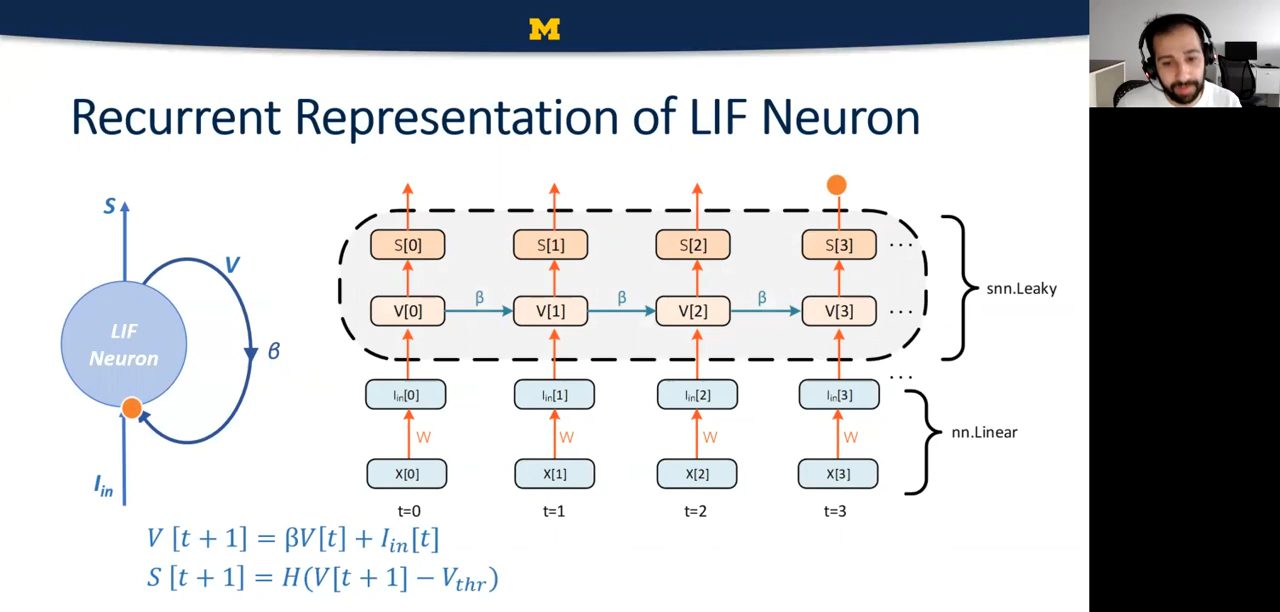 M
Recurrent Representation of LIF Neuron
S
V
LIF
Neuron
β
I_in
S[0] S[1] S[2] S[3] ...
β β β
V[0] V[1] V[2] V[3] ...
snn.Leaky
...
I_in[0] I_in[1] I_in[2] I_in[3]
W W W W
nn.Linear
X[0] X[1] X[2] X[3]
t=0 t=1 t=2 t=3
V [t + 1] = βV[t] + I_in[t]
S [t + 1] = H(V[t + 1] − V_thr)